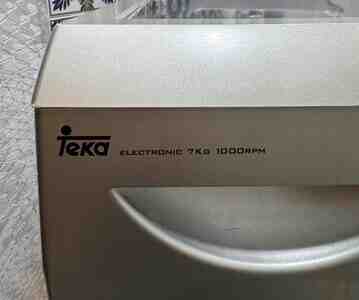 Teka ELECTRONIC 7KG 1000RPM